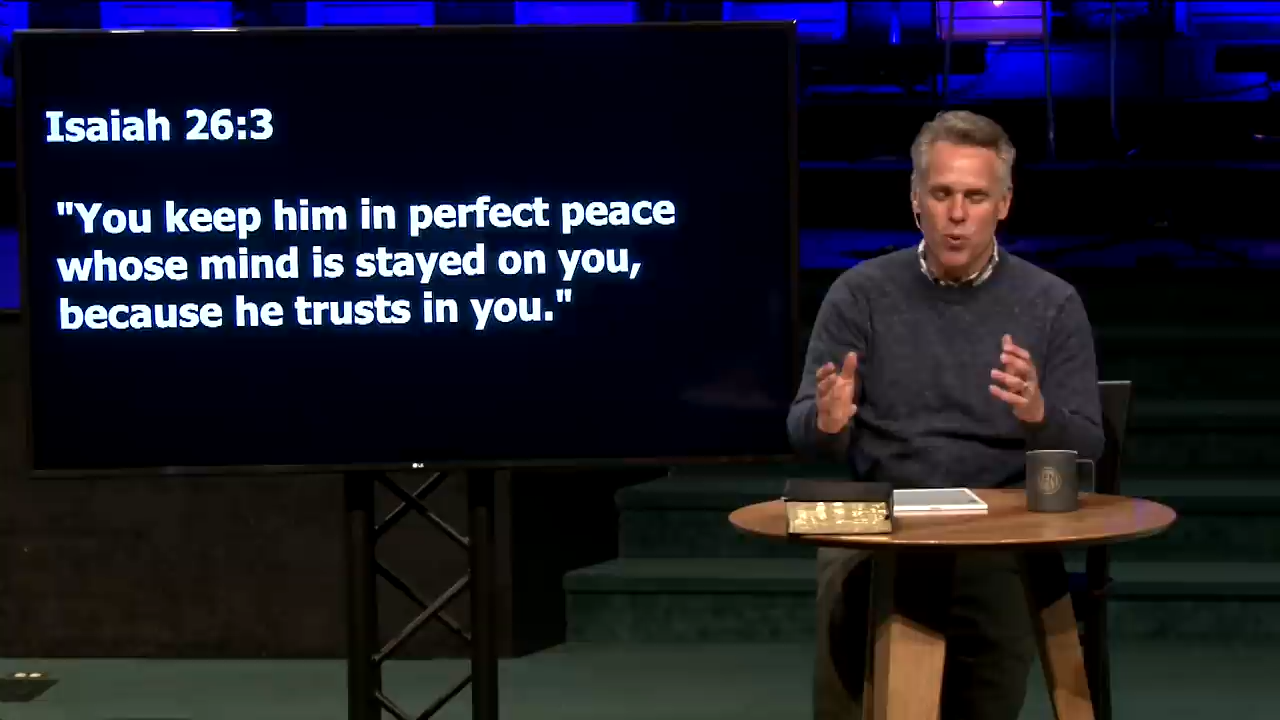 Isaiah 26:3
"You keep him in perfect peace
whose mind is stayed on you,
because he trusts in you."
LG